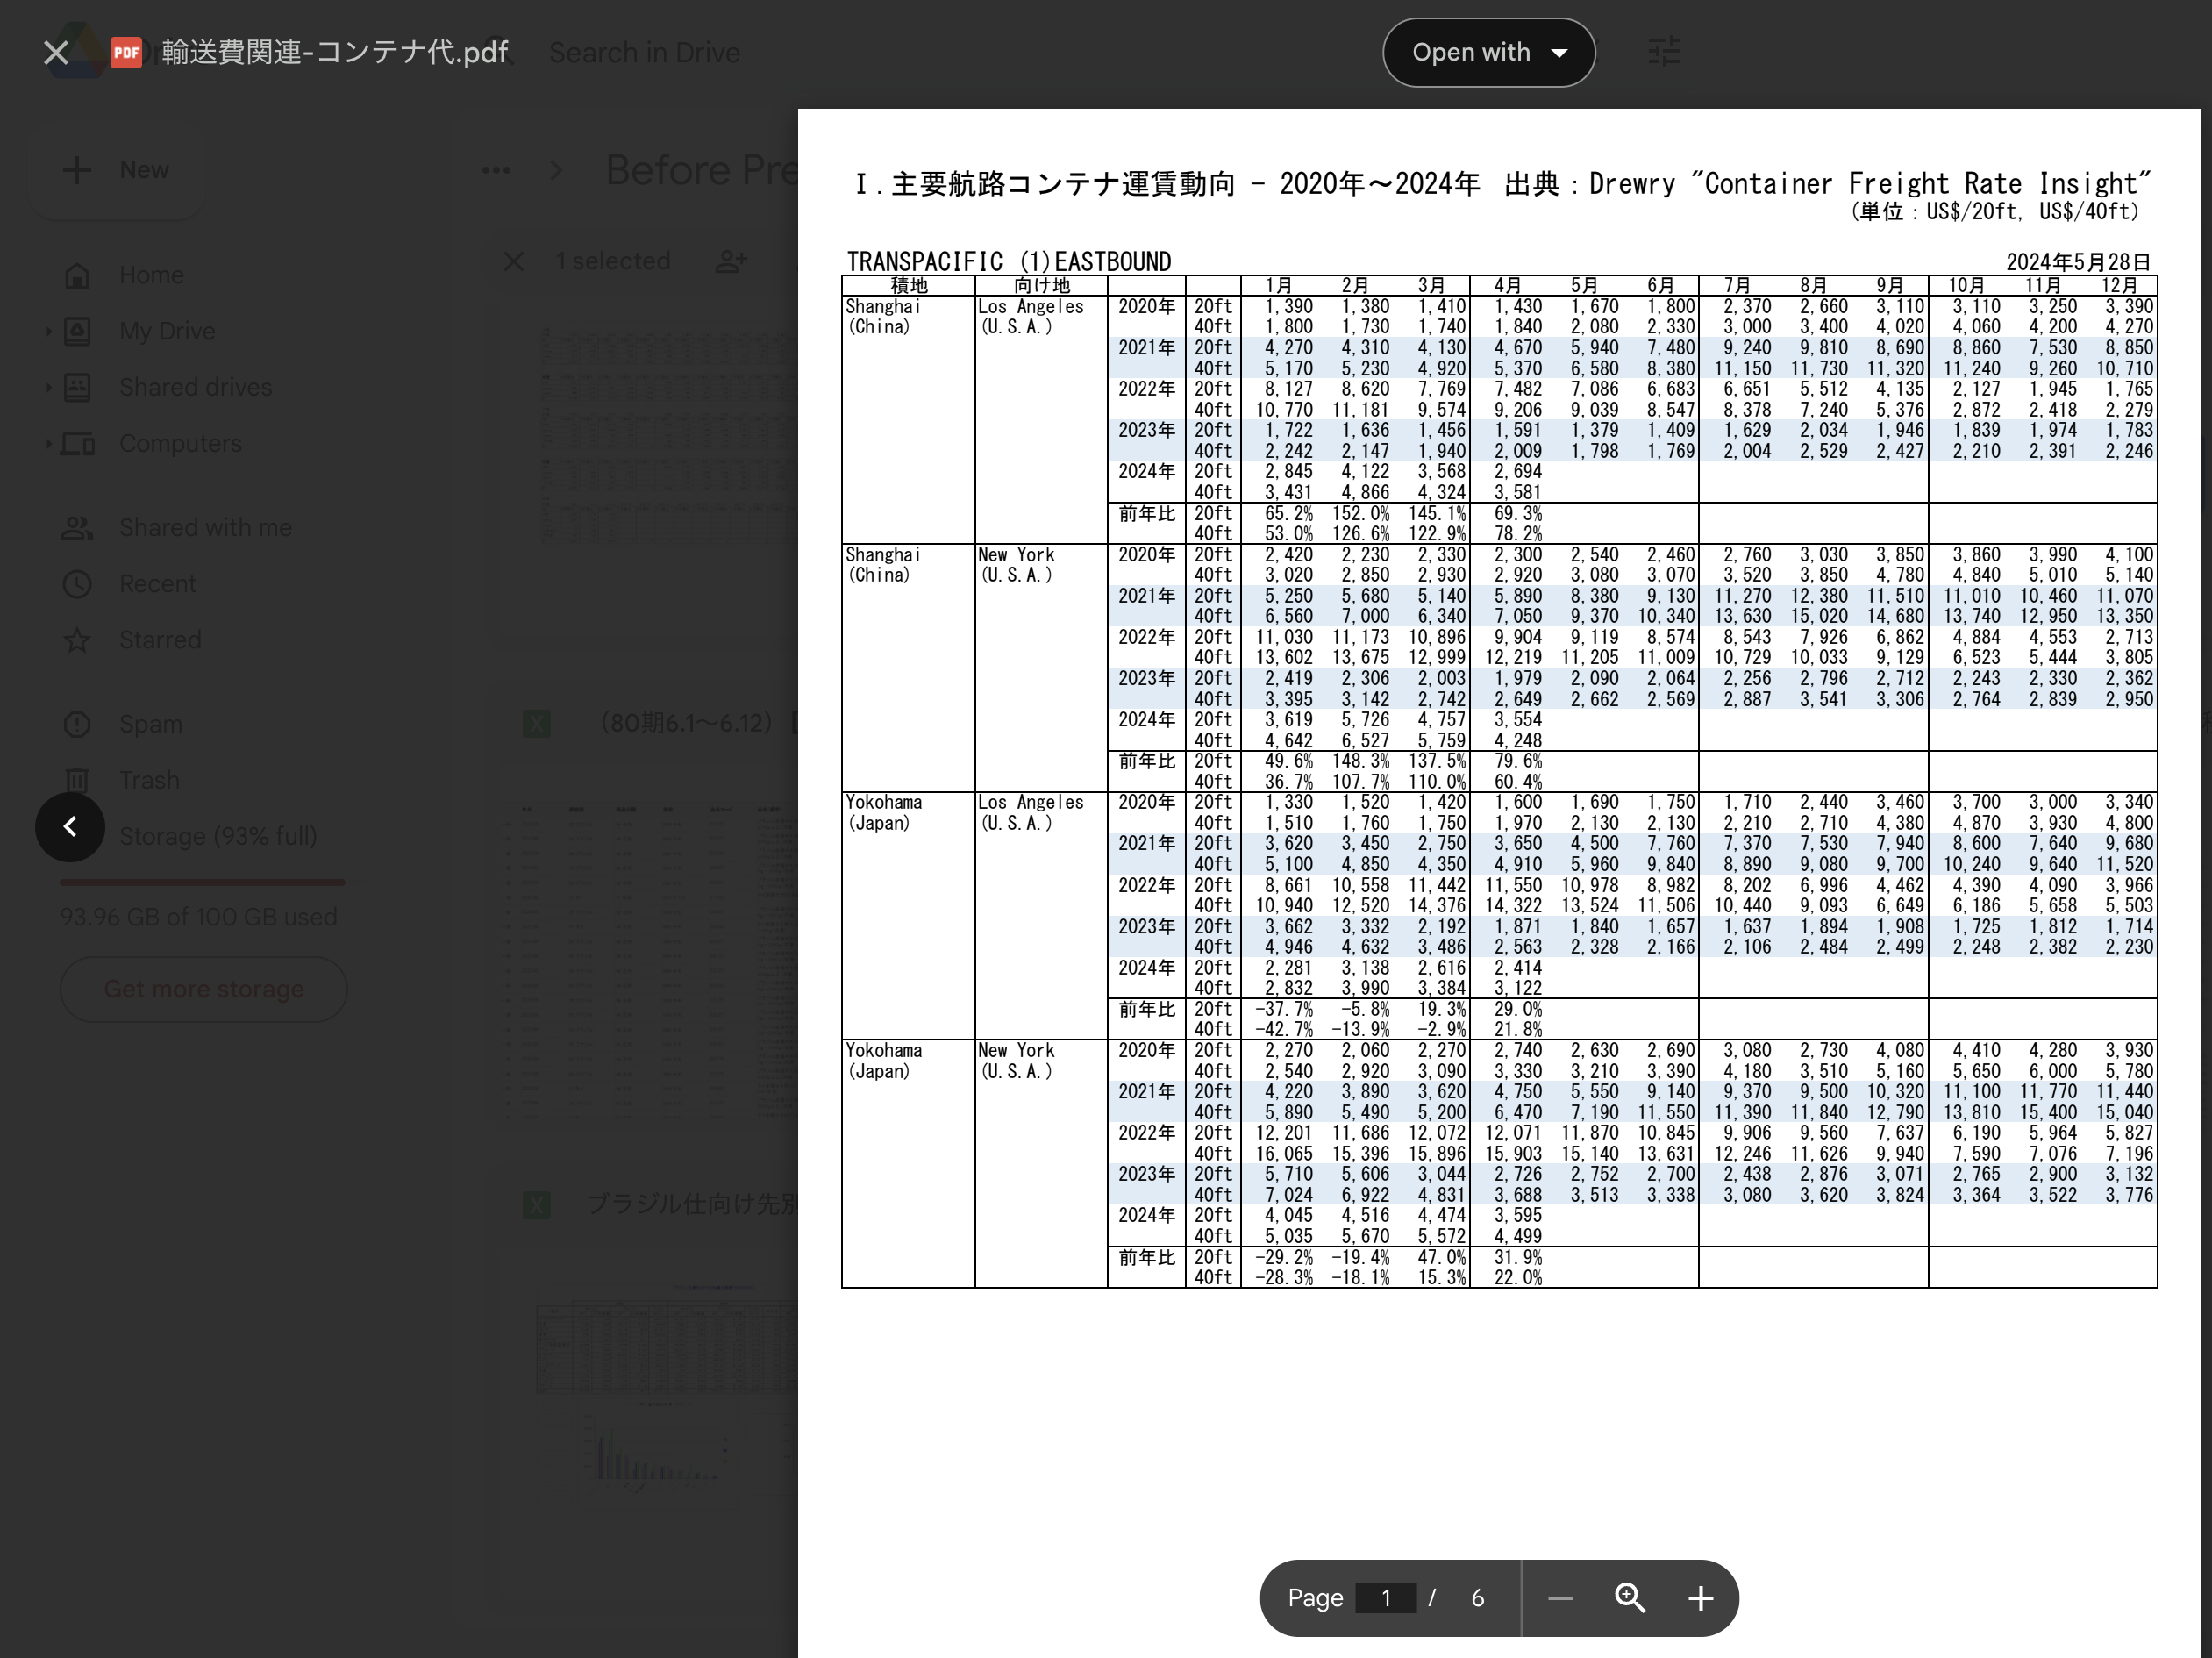 輸送費関連-コンテナ代.pdf
Search in Drive
Open with
New
Home
My Drive
Shared drives
Computers
Shared with me
Recent
Starred
Spam
Trash
Storage (93% full)
93.96 GB of 100 GB used
Get more storage
Before Pre
1 selected
(80期6.1~6.12)
ブラジル仕向け先別
Ⅰ.主要航路コンテナ運賃動向 - 2020年~2024年 出典:Drewry "Container Freight Rate Insight"
(単位:US$/20ft, US$/40ft)
TRANSPACIFIC (1)EASTBOUND 2024年5月28日
積地 向け地 1月 2月 3月 4月 5月 6月 7月 8月 9月 10月 11月 12月
Shanghai Los Angeles 2020年 20ft 1,390 1,380 1,410 1,430 1,670 1,800 2,370 2,660 3,110 3,110 3,250 3,390
(China) (U.S.A.) 40ft 1,800 1,730 1,740 1,840 2,080 2,330 3,000 3,400 4,020 4,060 4,200 4,270
2021年 20ft 4,270 4,310 4,130 4,670 5,940 7,480 9,240 9,810 8,690 8,860 7,530 8,850
40ft 5,170 5,230 4,920 5,370 6,580 8,380 11,150 11,730 11,320 11,240 9,260 10,710
2022年 20ft 8,127 8,620 7,769 7,482 7,086 6,683 6,651 5,512 4,135 2,127 1,945 1,765
40ft 10,770 11,181 9,574 9,206 9,039 8,547 8,378 7,240 5,376 2,872 2,418 2,279
2023年 20ft 1,722 1,636 1,456 1,591 1,379 1,409 1,629 2,034 1,946 1,839 1,974 1,783
40ft 2,242 2,147 1,940 2,009 1,798 1,769 2,004 2,529 2,427 2,210 2,391 2,246
2024年 20ft 2,845 4,122 3,568 2,694
40ft 3,431 4,866 4,324 3,581
前年比 20ft 65.2% 152.0% 145.1% 69.3%
40ft 53.0% 126.6% 122.9% 78.2%
Shanghai New York 2020年 20ft 2,420 2,230 2,330 2,300 2,540 2,460 2,760 3,030 3,850 3,860 3,990 4,100
(China) (U.S.A.) 40ft 3,020 2,850 2,930 2,920 3,080 3,070 3,520 3,850 4,780 4,840 5,010 5,140
2021年 20ft 5,250 5,680 5,140 5,890 8,380 9,130 11,270 12,380 11,510 11,010 10,460 11,070
40ft 6,560 7,000 6,340 7,050 9,370 10,340 13,630 15,020 14,680 13,740 12,950 13,350
2022年 20ft 11,030 11,173 10,896 9,904 9,119 8,574 8,543 7,926 6,862 4,884 4,553 2,713
40ft 13,602 13,675 12,999 12,219 11,205 11,009 10,729 10,033 9,129 6,523 5,444 3,805
2023年 20ft 2,419 2,306 2,003 1,979 2,090 2,064 2,256 2,796 2,712 2,243 2,330 2,362
40ft 3,395 3,142 2,742 2,649 2,662 2,569 2,887 3,541 3,306 2,764 2,839 2,950
2024年 20ft 3,619 5,726 4,757 3,554
40ft 4,642 6,527 5,759 4,248
前年比 20ft 49.6% 148.3% 137.5% 79.6%
40ft 36.7% 107.7% 110.0% 60.4%
Yokohama Los Angeles 2020年 20ft 1,330 1,520 1,420 1,600 1,690 1,750 1,710 2,440 3,460 3,700 3,000 3,340
(Japan) (U.S.A.) 40ft 1,510 1,760 1,750 1,970 2,130 2,130 2,210 2,710 4,380 4,870 3,930 4,800
2021年 20ft 3,620 3,450 2,750 3,650 4,500 7,760 7,370 7,530 7,940 8,600 7,640 9,680
40ft 5,100 4,850 4,350 4,910 5,960 9,840 8,890 9,080 9,700 10,240 9,640 11,520
2022年 20ft 8,661 10,558 11,442 11,550 10,978 8,982 8,202 6,996 4,462 4,390 4,090 3,966
40ft 10,940 12,520 14,376 14,322 13,524 11,506 10,440 9,093 6,649 6,186 5,658 5,503
2023年 20ft 3,662 3,332 2,192 1,871 1,840 1,657 1,637 1,894 1,908 1,725 1,812 1,714
40ft 4,946 4,632 3,486 2,563 2,328 2,166 2,106 2,484 2,499 2,248 2,382 2,230
2024年 20ft 2,281 3,138 2,616 2,414
40ft 2,832 3,990 3,384 3,122
前年比 20ft -37.7% -5.8% 19.3% 29.0%
40ft -42.7% -13.9% -2.9% 21.8%
Yokohama New York 2020年 20ft 2,270 2,060 2,270 2,740 2,630 2,690 3,080 2,730 4,080 4,410 4,280 3,930
(Japan) (U.S.A.) 40ft 2,540 2,920 3,090 3,330 3,210 3,390 4,180 3,510 5,160 5,650 6,000 5,780
2021年 20ft 4,220 3,890 3,620 4,750 5,550 9,140 9,370 9,500 10,320 11,100 11,770 11,440
40ft 5,890 5,490 5,200 6,470 7,190 11,550 11,390 11,840 12,790 13,810 15,400 15,040
2022年 20ft 12,201 11,686 12,072 12,071 11,870 10,845 9,906 9,560 7,637 6,190 5,964 5,827
40ft 16,065 15,396 15,896 15,903 15,140 13,631 12,246 11,626 9,940 7,590 7,076 7,196
2023年 20ft 5,710 5,606 3,044 2,726 2,752 2,700 2,438 2,876 3,071 2,765 2,900 3,132
40ft 7,024 6,922 4,831 3,688 3,513 3,338 3,080 3,620 3,824 3,364 3,522 3,776
2024年 20ft 4,045 4,516 4,474 3,595
40ft 5,035 5,670 5,572 4,499
前年比 20ft -29.2% -19.4% 47.0% 31.9%
40ft -28.3% -18.1% 15.3% 22.0%
Page 1 / 6